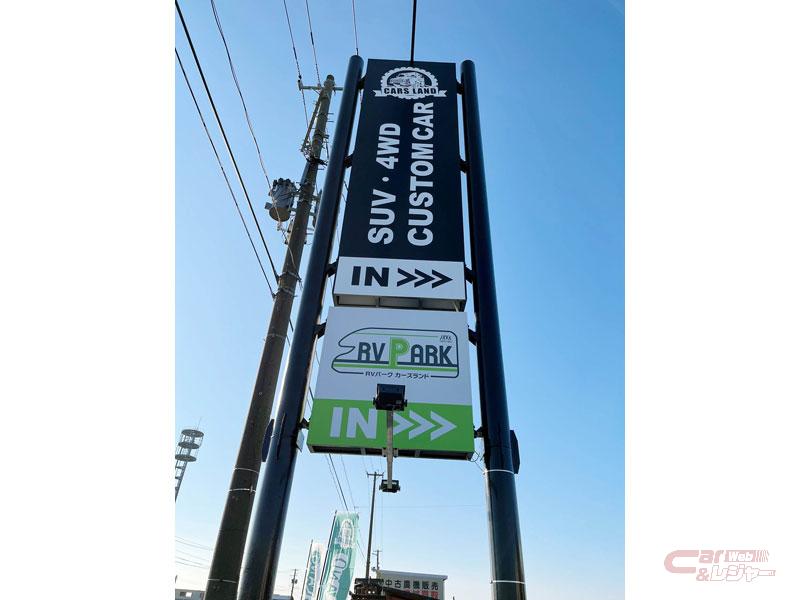 CARS LAND
SUV・4WD
CUSTOMCAR
IN >>>
RV PARK
RVパーク カーズランド
IN >>>
中古農機販売
Car Web
&レジャー